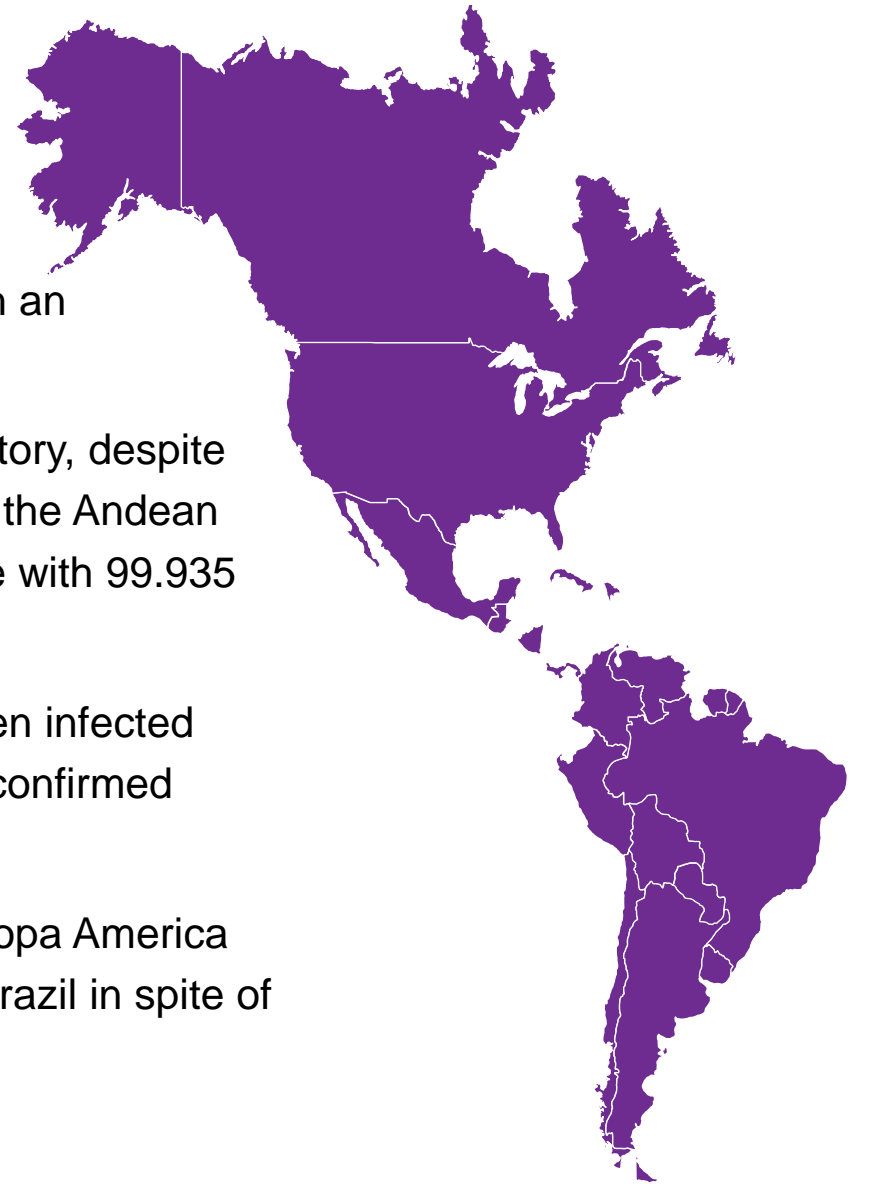 n an
tory, despite
the Andean
e with 99.935
en infected
confirmed
opa America
razil in spite of